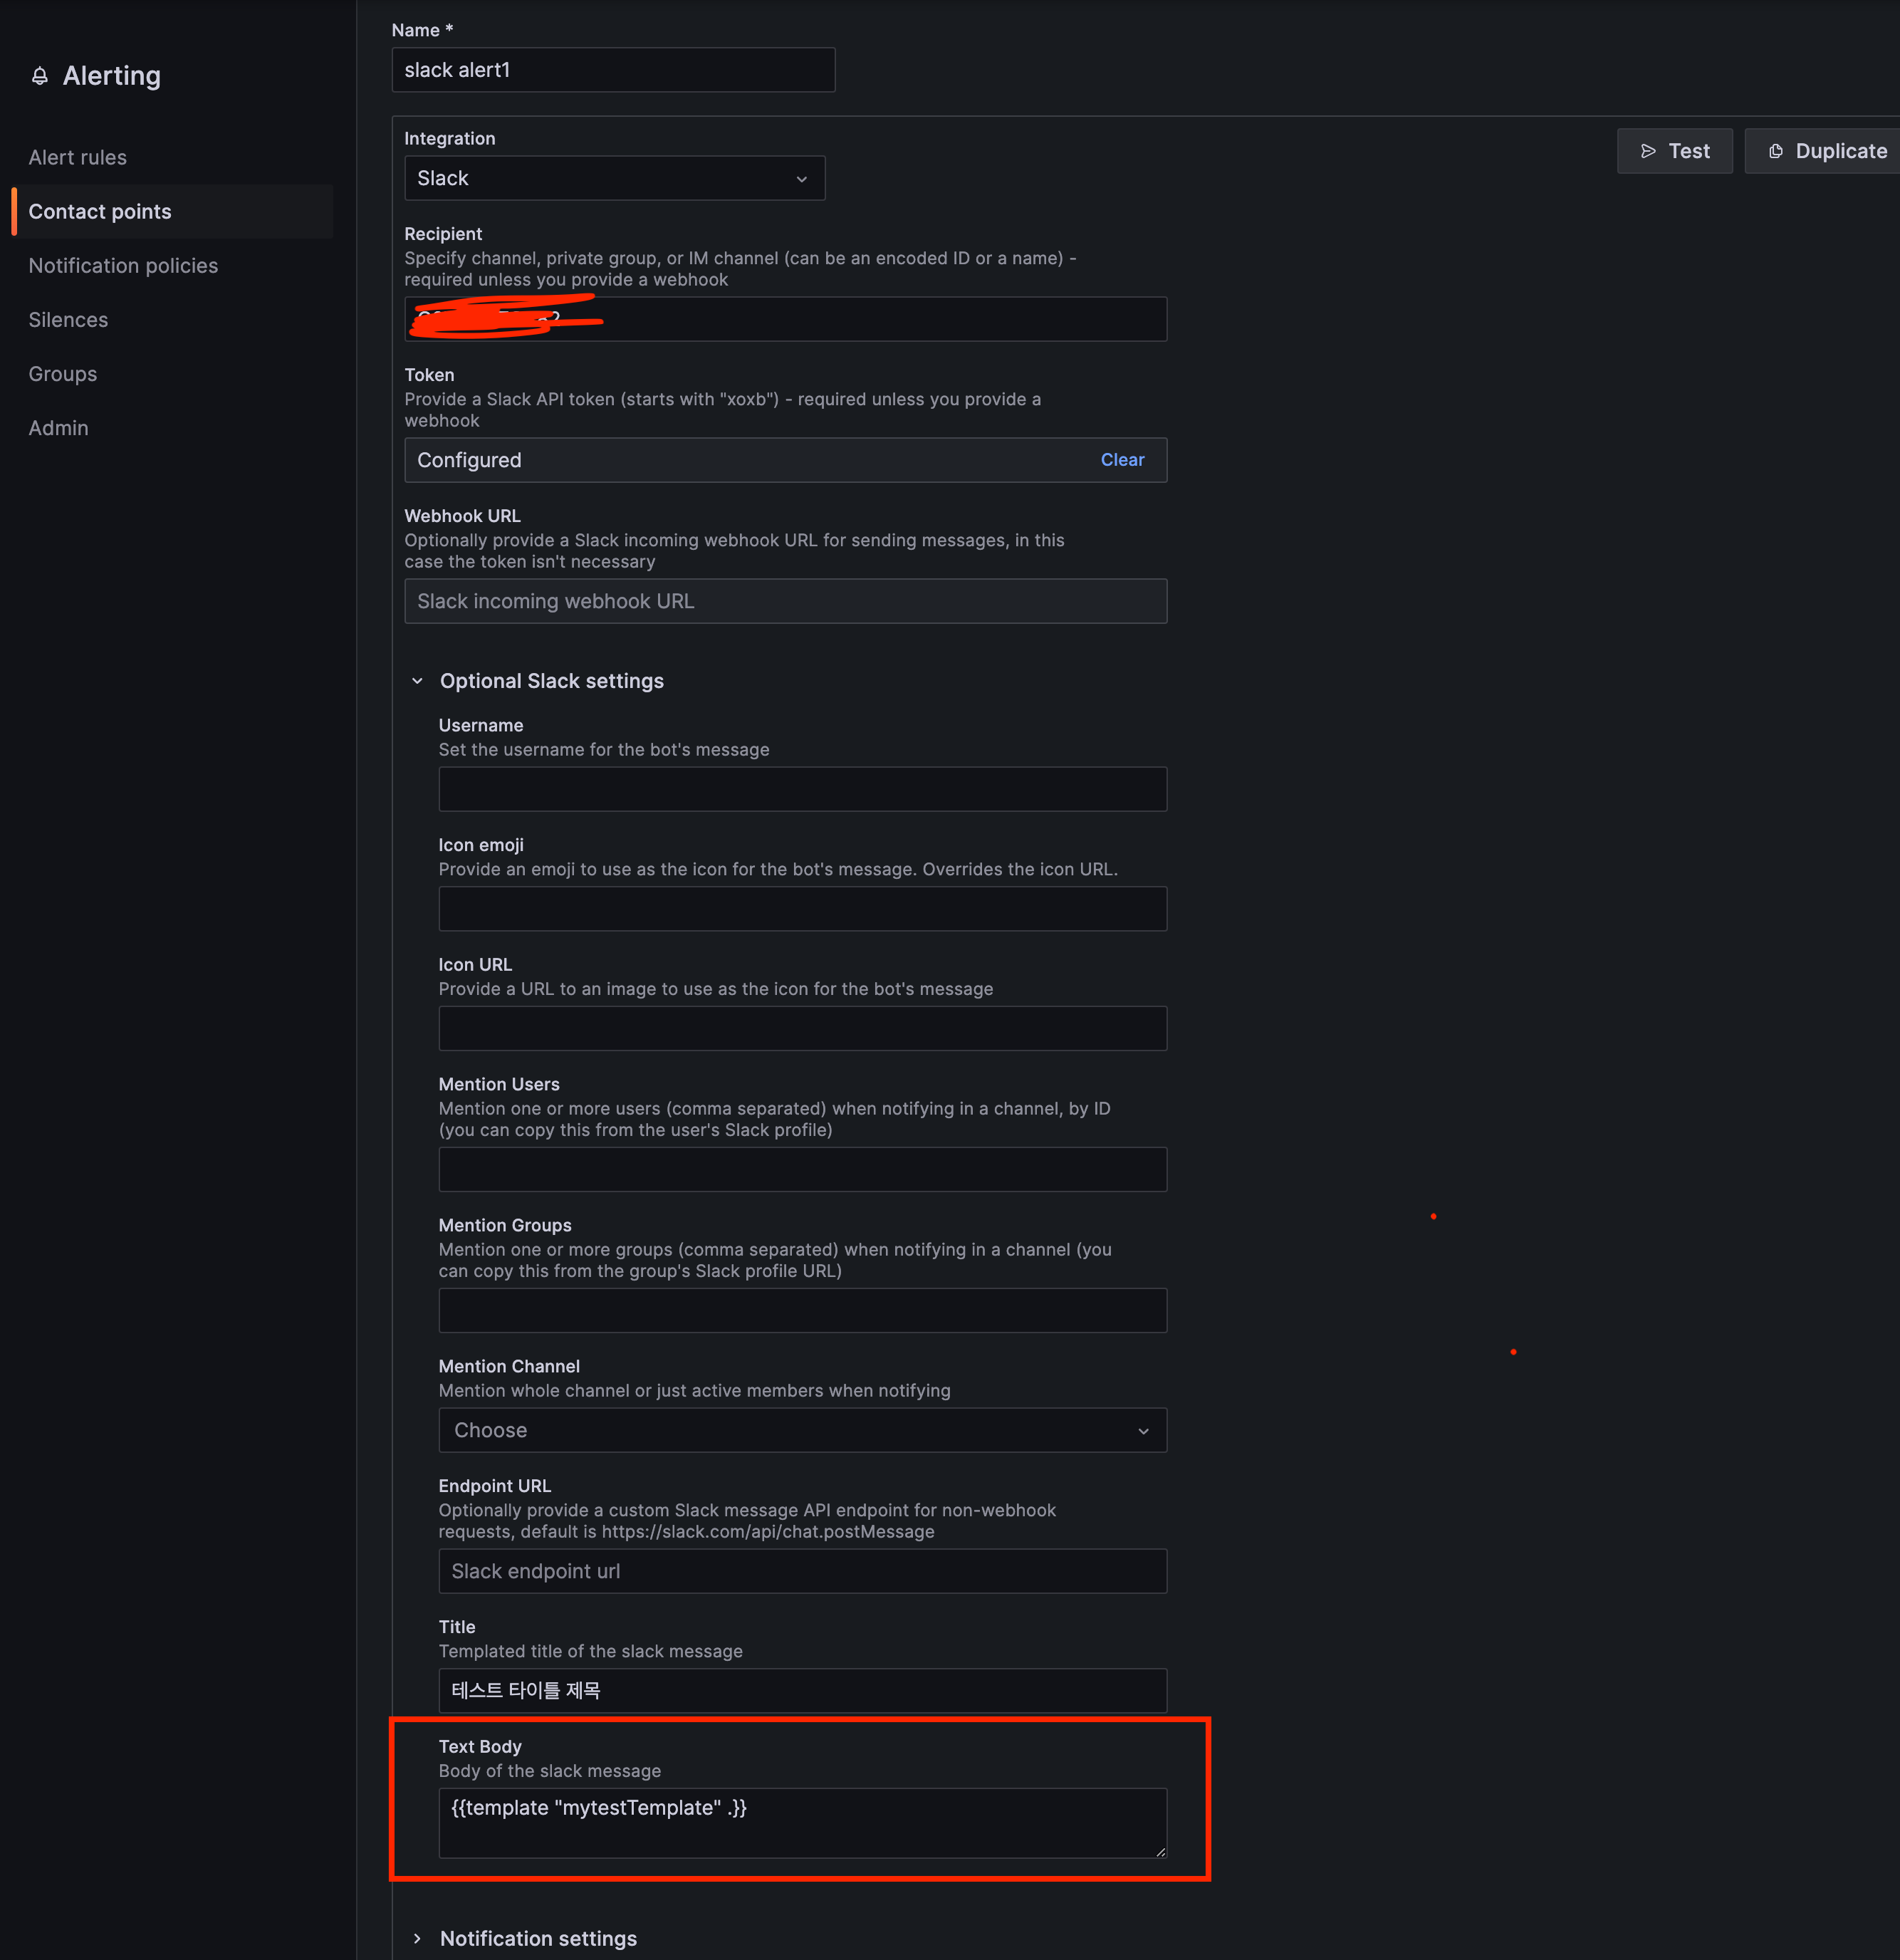 Alerting
Alert rules
Contact points
Notification policies
Silences
Groups
Admin
Name *
slack alert1
Integration
Slack
Test
Duplicate
Recipient
Specify channel, private group, or IM channel (can be an encoded ID or a name) -
required unless you provide a webhook
Token
Provide a Slack API token (starts with "xoxb") - required unless you provide a
webhook
Configured
Clear
Webhook URL
Optionally provide a Slack incoming webhook URL for sending messages, in this
case the token isn't necessary
Slack incoming webhook URL
Optional Slack settings
Username
Set the username for the bot's message
Icon emoji
Provide an emoji to use as the icon for the bot's message. Overrides the icon URL.
Icon URL
Provide a URL to an image to use as the icon for the bot's message
Mention Users
Mention one or more users (comma separated) when notifying in a channel, by ID
(you can copy this from the user's Slack profile)
Mention Groups
Mention one or more groups (comma separated) when notifying in a channel (you
can copy this from the group's Slack profile URL)
Mention Channel
Mention whole channel or just active members when notifying
Choose
Endpoint URL
Optionally provide a custom Slack message API endpoint for non-webhook
requests, default is https://slack.com/api/chat.postMessage
Slack endpoint url
Title
Templated title of the slack message
테스트 타이틀 제목
Text Body
Body of the slack message
{{template "mytestTemplate" .}}
Notification settings